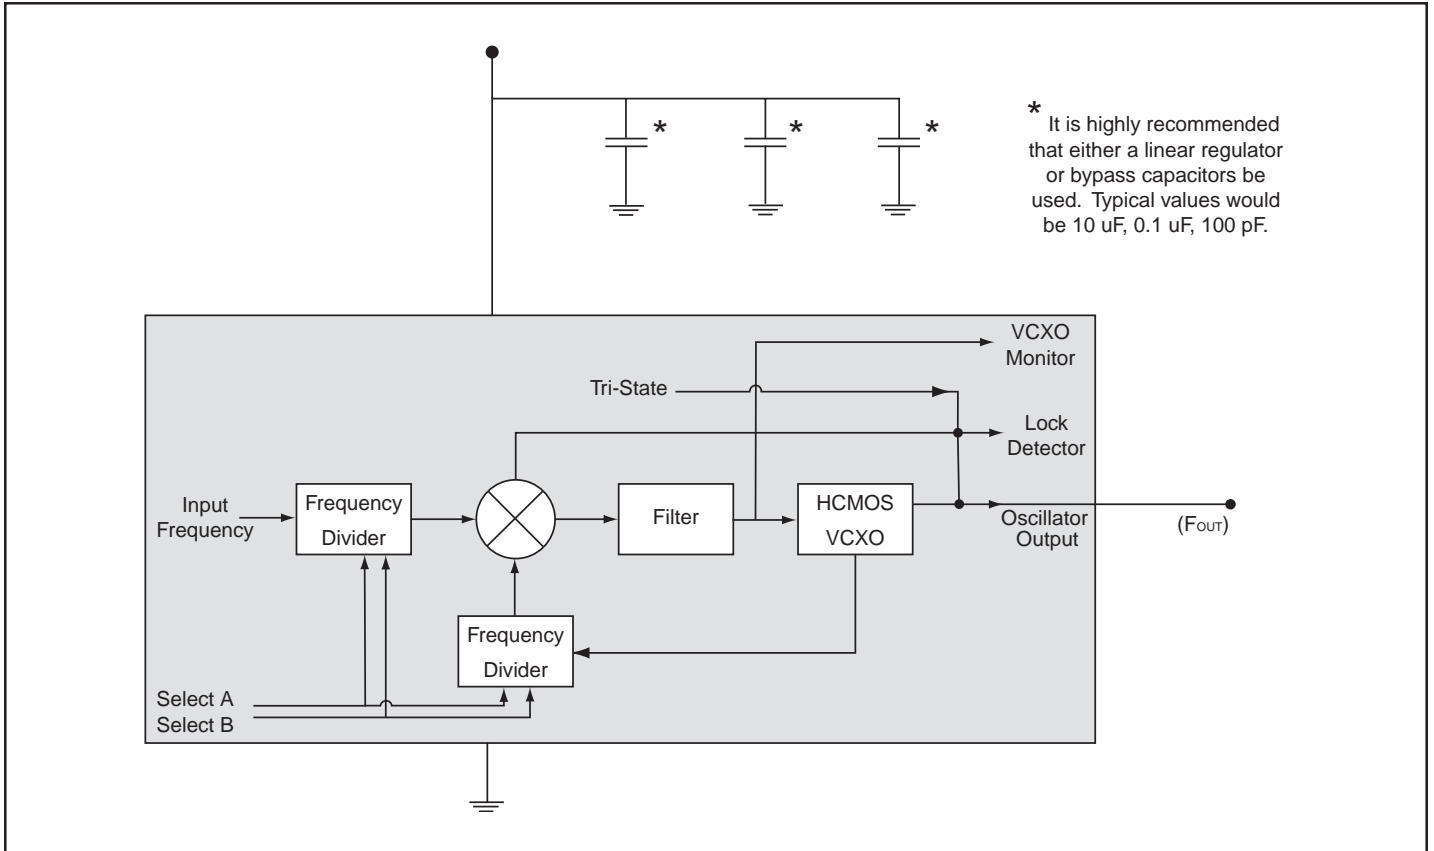 *
*
*
* It is highly recommended
that either a linear regulator
or bypass capacitors be
used. Typical values would
be 10 uF, 0.1 uF, 100 pF.
VCXO
Monitor
Tri-State
Lock
Detector
Input
Frequency
Frequency
Divider
Filter
HCMOS
VCXO
Oscillator
Output
(FOUT)
Frequency
Divider
Select A
Select B